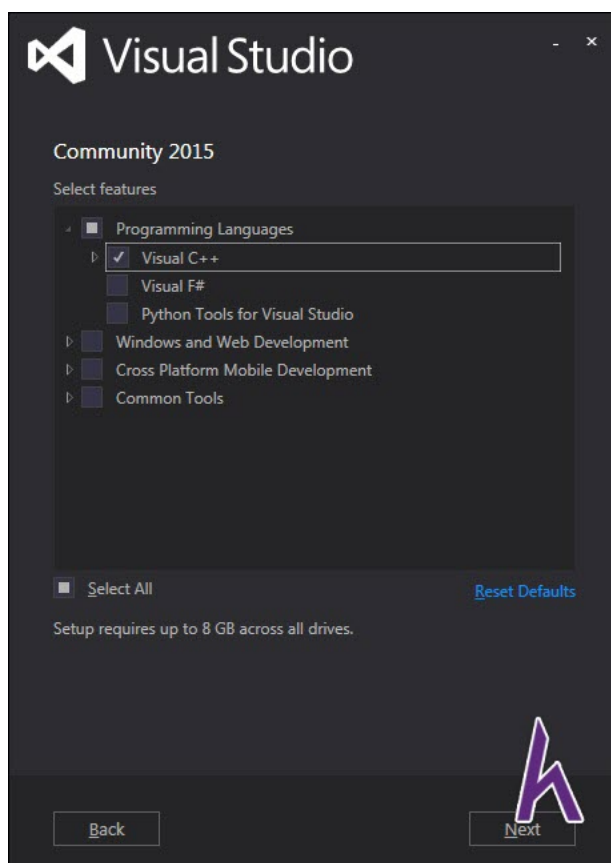 Visual Studio
Community 2015
Select features
Programming Languages
Visual C++
Visual F#
Python Tools for Visual Studio
Windows and Web Development
Cross Platform Mobile Development
Common Tools
Select All
Reset Defaults
Setup requires up to 8 GB across all drives.
Back
Next